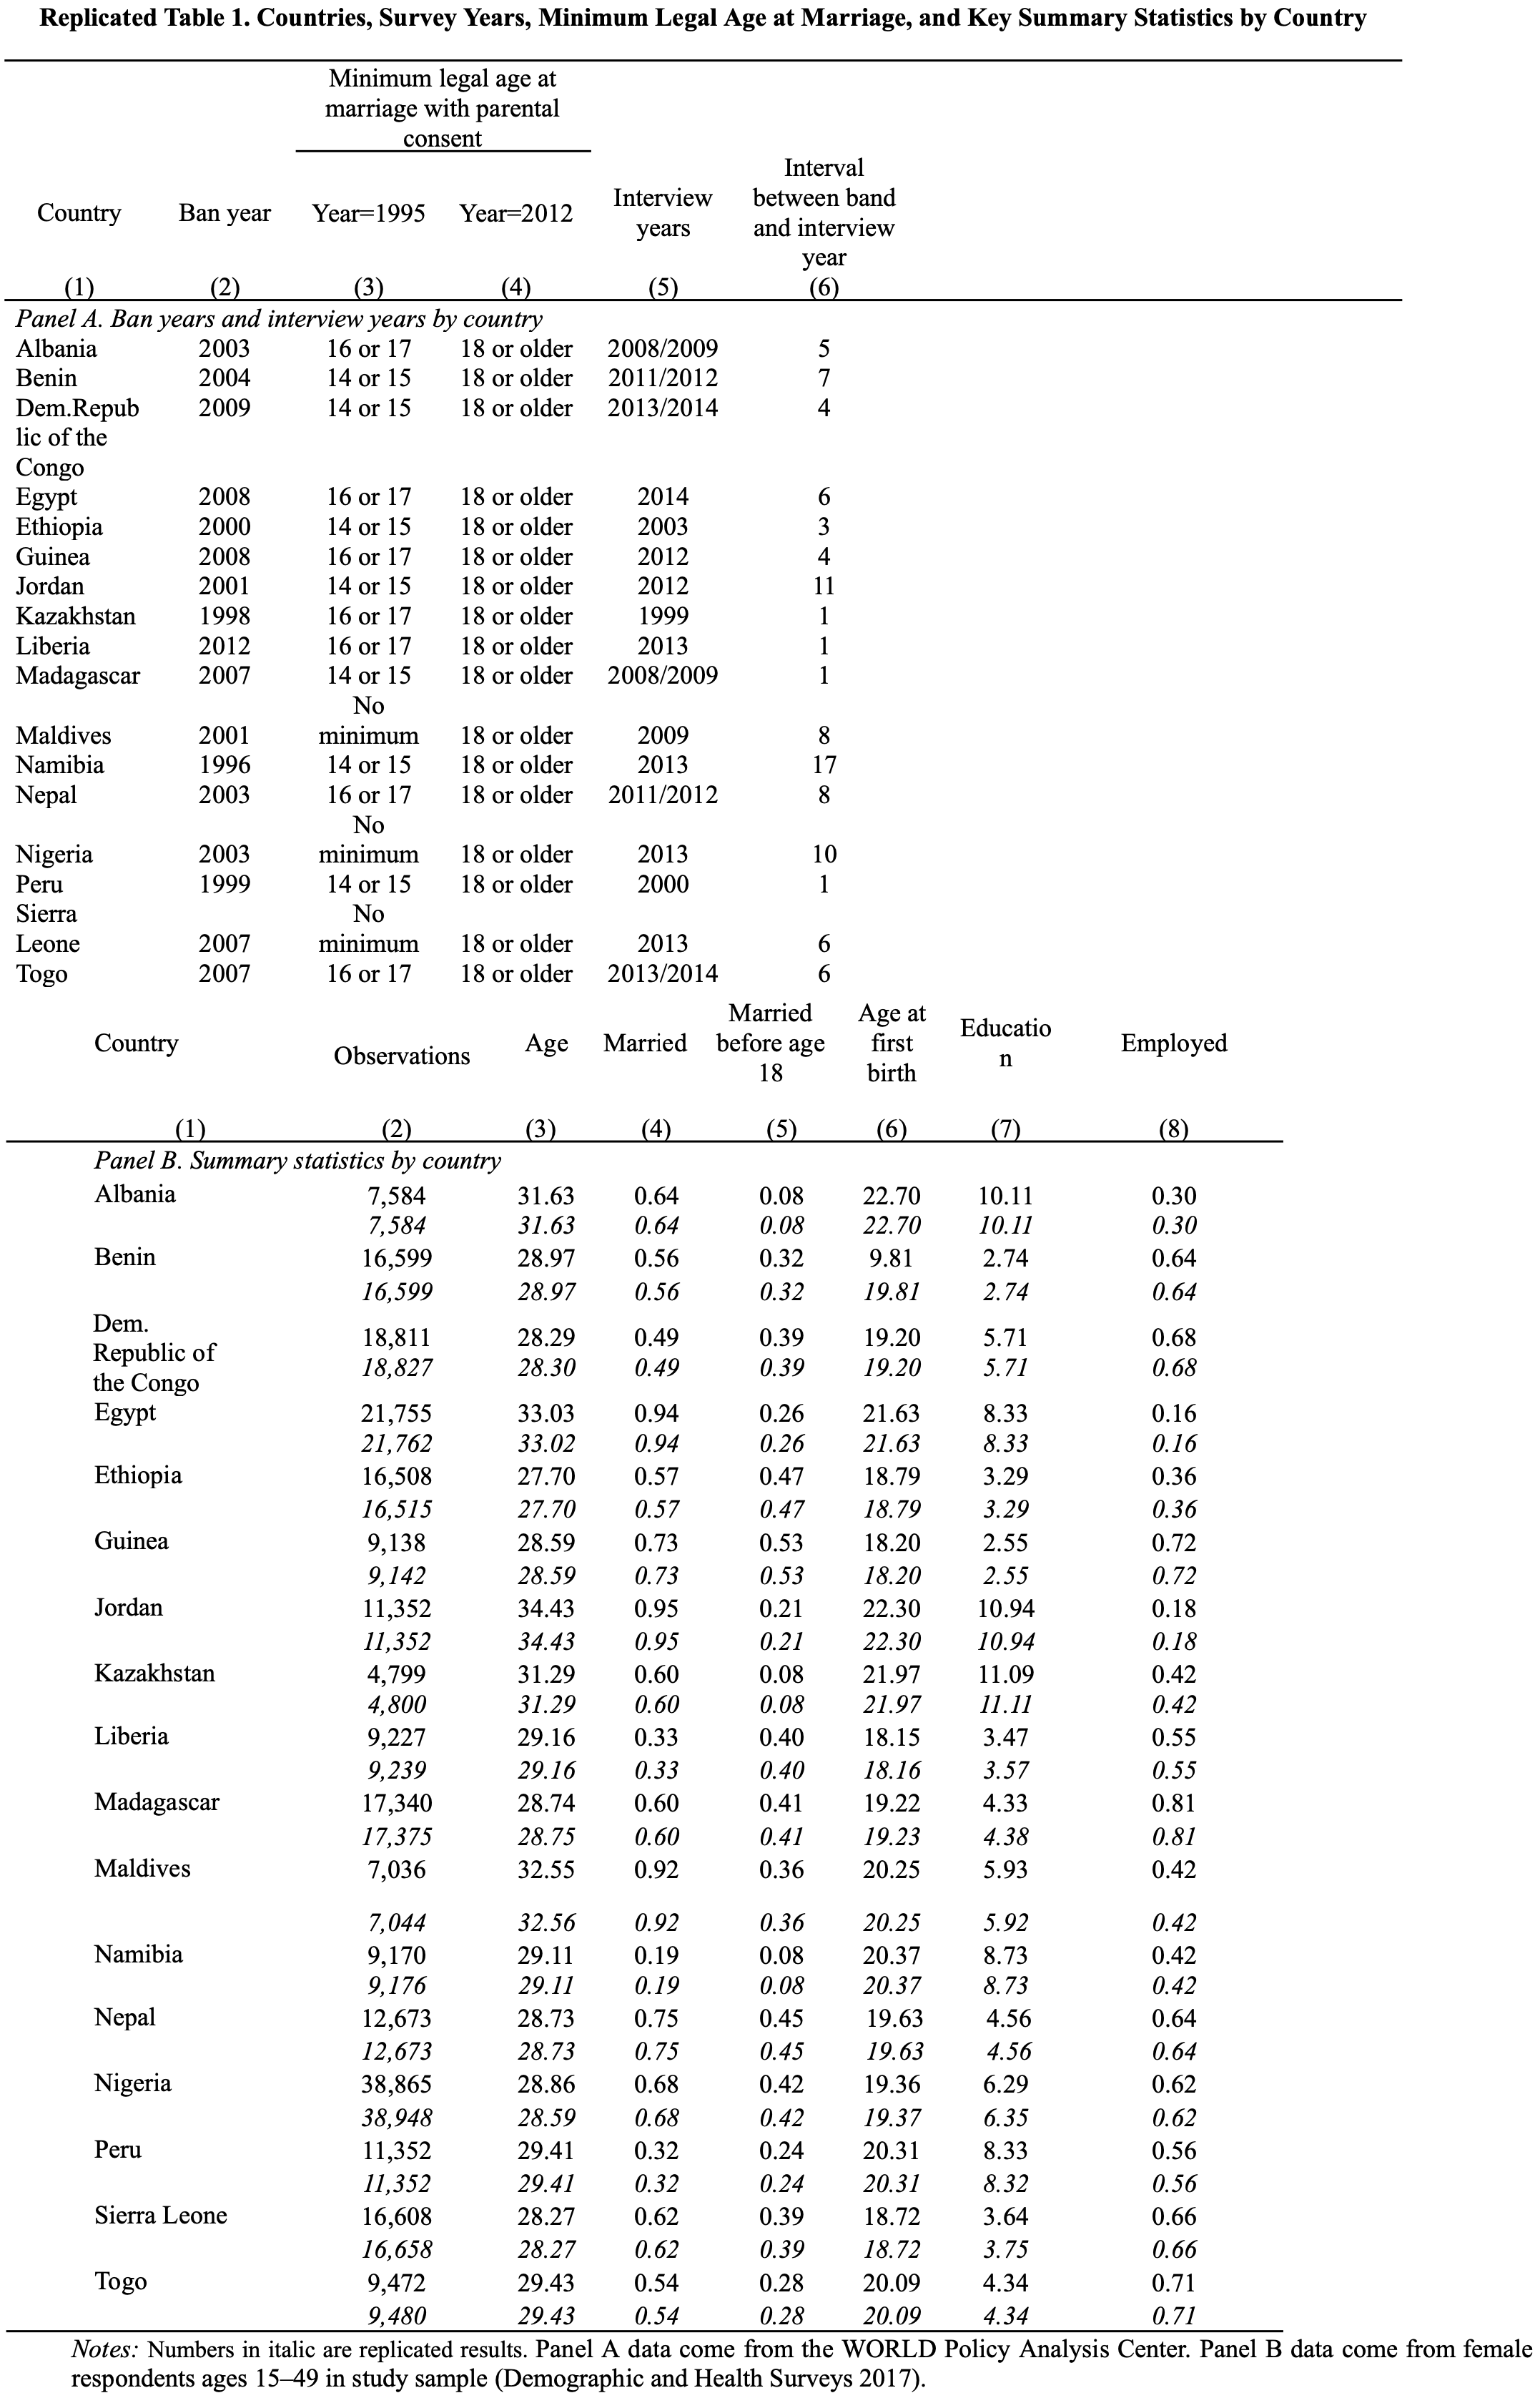 Replicated Table 1. Countries, Survey Years, Minimum Legal Age at Marriage, and Key Summary Statistics by Country
Minimum legal age at
marriage with parental
consent
Country Ban year Year=1995 Year=2012 Interview years Interval between band and interview year
(1) (2) (3) (4) (5) (6)
Panel A. Ban years and interview years by country
Albania 2003 16 or 17 18 or older 2008/2009 5
Benin 2004 14 or 15 18 or older 2011/2012 7
Dem.Repub 2009 14 or 15 18 or older 2013/2014 4
lic of the
Congo
Egypt 2008 16 or 17 18 or older 2014 6
Ethiopia 2000 14 or 15 18 or older 2003 3
Guinea 2008 16 or 17 18 or older 2012 4
Jordan 2001 14 or 15 18 or older 2012 11
Kazakhstan 1998 16 or 17 18 or older 1999 1
Liberia 2012 16 or 17 18 or older 2013 1
Madagascar 2007 14 or 15 18 or older 2008/2009 1
No
Maldives 2001 minimum 18 or older 2009 8
Namibia 1996 14 or 15 18 or older 2013 17
Nepal 2003 16 or 17 18 or older 2011/2012 8
No
Nigeria 2003 minimum 18 or older 2013 10
Peru 1999 14 or 15 18 or older 2000 1
Sierra No
Leone 2007 minimum 18 or older 2013 6
Togo 2007 16 or 17 18 or older 2013/2014 6
Country Observations Age Married Married before age 18 Age at first birth Educatio n Employed
(1) (2) (3) (4) (5) (6) (7) (8)
Panel B. Summary statistics by country
Albania 7,584 31.63 0.64 0.08 22.70 10.11 0.30
7,584 31.63 0.64 0.08 22.70 10.11 0.30
Benin 16,599 28.97 0.56 0.32 9.81 2.74 0.64
16,599 28.97 0.56 0.32 19.81 2.74 0.64
Dem.
Republic of 18,811 28.29 0.49 0.39 19.20 5.71 0.68
the Congo 18,827 28.30 0.49 0.39 19.20 5.71 0.68
Egypt 21,755 33.03 0.94 0.26 21.63 8.33 0.16
21,762 33.02 0.94 0.26 21.63 8.33 0.16
Ethiopia 16,508 27.70 0.57 0.47 18.79 3.29 0.36
16,515 27.70 0.57 0.47 18.79 3.29 0.36
Guinea 9,138 28.59 0.73 0.53 18.20 2.55 0.72
9,142 28.59 0.73 0.53 18.20 2.55 0.72
Jordan 11,352 34.43 0.95 0.21 22.30 10.94 0.18
11,352 34.43 0.95 0.21 22.30 10.94 0.18
Kazakhstan 4,799 31.29 0.60 0.08 21.97 11.09 0.42
4,800 31.29 0.60 0.08 21.97 11.11 0.42
Liberia 9,227 29.16 0.33 0.40 18.15 3.47 0.55
9,239 29.16 0.33 0.40 18.16 3.57 0.55
Madagascar 17,340 28.74 0.60 0.41 19.22 4.33 0.81
17,375 28.75 0.60 0.41 19.23 4.38 0.81
Maldives 7,036 32.55 0.92 0.36 20.25 5.93 0.42
7,044 32.56 0.92 0.36 20.25 5.92 0.42
Namibia 9,170 29.11 0.19 0.08 20.37 8.73 0.42
9,176 29.11 0.19 0.08 20.37 8.73 0.42
Nepal 12,673 28.73 0.75 0.45 19.63 4.56 0.64
12,673 28.73 0.75 0.45 19.63 4.56 0.64
Nigeria 38,865 28.86 0.68 0.42 19.36 6.29 0.62
38,948 28.59 0.68 0.42 19.37 6.35 0.62
Peru 11,352 29.41 0.32 0.24 20.31 8.33 0.56
11,352 29.41 0.32 0.24 20.31 8.32 0.56
Sierra Leone 16,608 28.27 0.62 0.39 18.72 3.64 0.66
16,658 28.27 0.62 0.39 18.72 3.75 0.66
Togo 9,472 29.43 0.54 0.28 20.09 4.34 0.71
9,480 29.43 0.54 0.28 20.09 4.34 0.71
Notes: Numbers in italic are replicated results. Panel A data come from the WORLD Policy Analysis Center. Panel B data come from female
respondents ages 15–49 in study sample (Demographic and Health Surveys 2017).